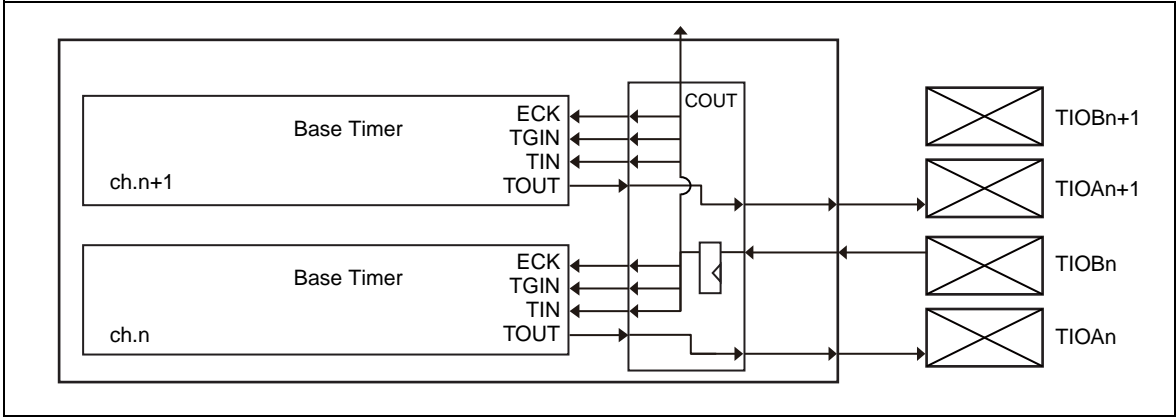 COUT
Base Timer
ECK
TGIN
TIN
TOUT
ch.n+1
TIOBn+1
TIOAn+1
Base Timer
ECK
TGIN
TIN
TOUT
ch.n
TIOBn
TIOAn